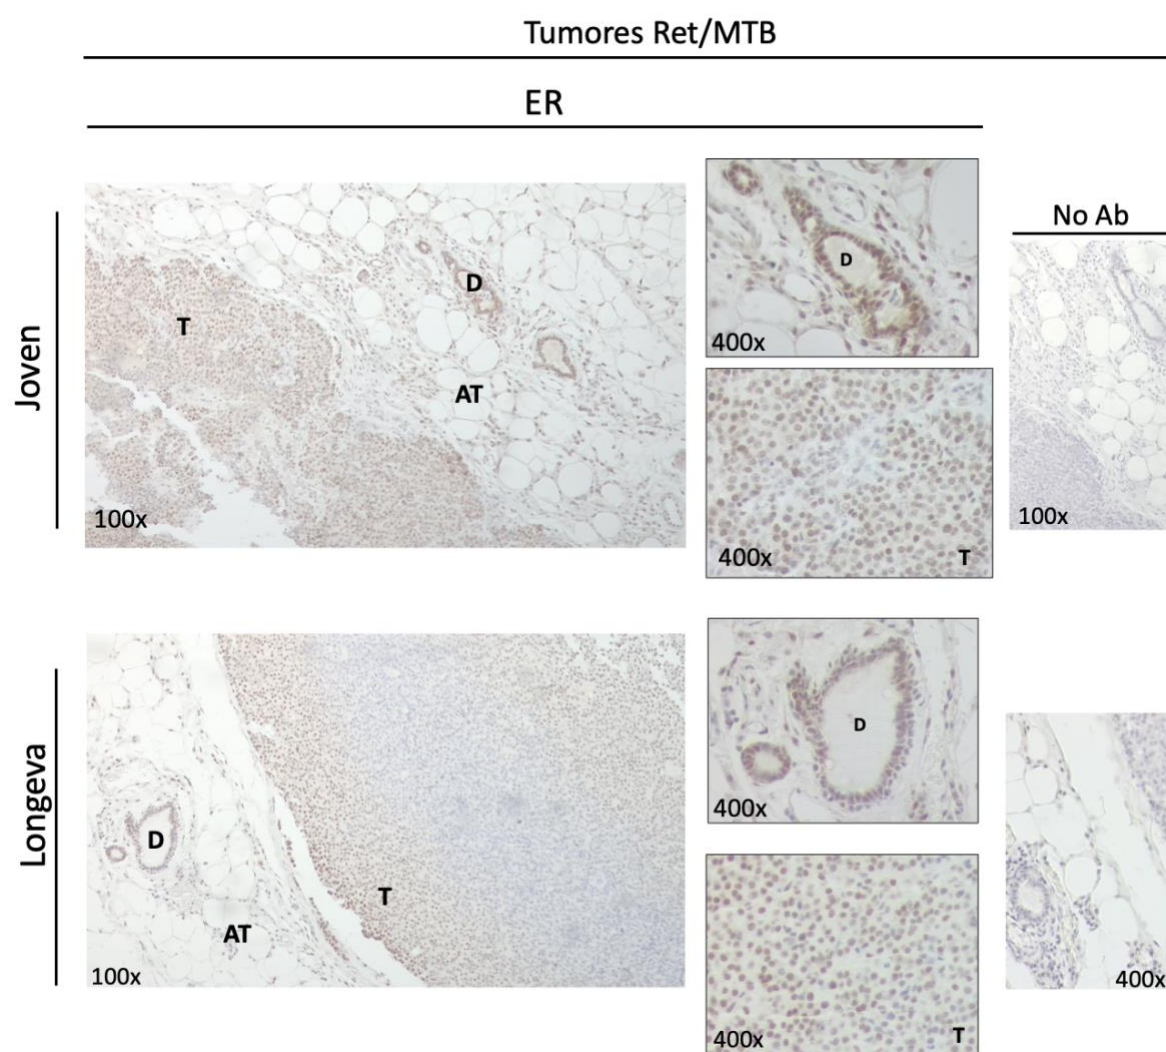 Tumores Ret/MTB
ER
No Ab
Joven
T
D
AT
100x
D
400x
400x
T
100x
Longeva
D
T
AT
100x
D
400x
400x
T
400x